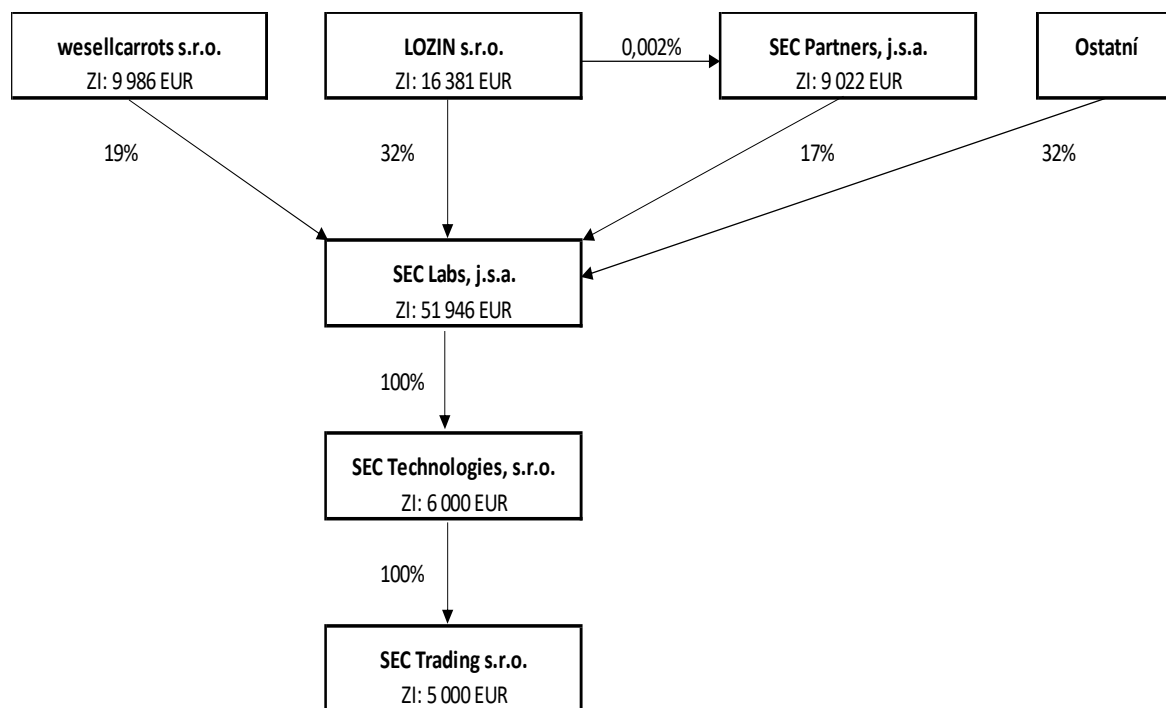 wesellcarrots s.r.o.
ZI: 9 986 EUR
LOZIN s.r.o.
ZI: 16 381 EUR
0,002%
SEC Partners, j.s.a.
ZI: 9 022 EUR
Ostatní
19%
32%
17%
32%
SEC Labs, j.s.a.
ZI: 51 946 EUR
100%
SEC Technologies, s.r.o.
ZI: 6 000 EUR
100%
SEC Trading s.r.o.
ZI: 5 000 EUR